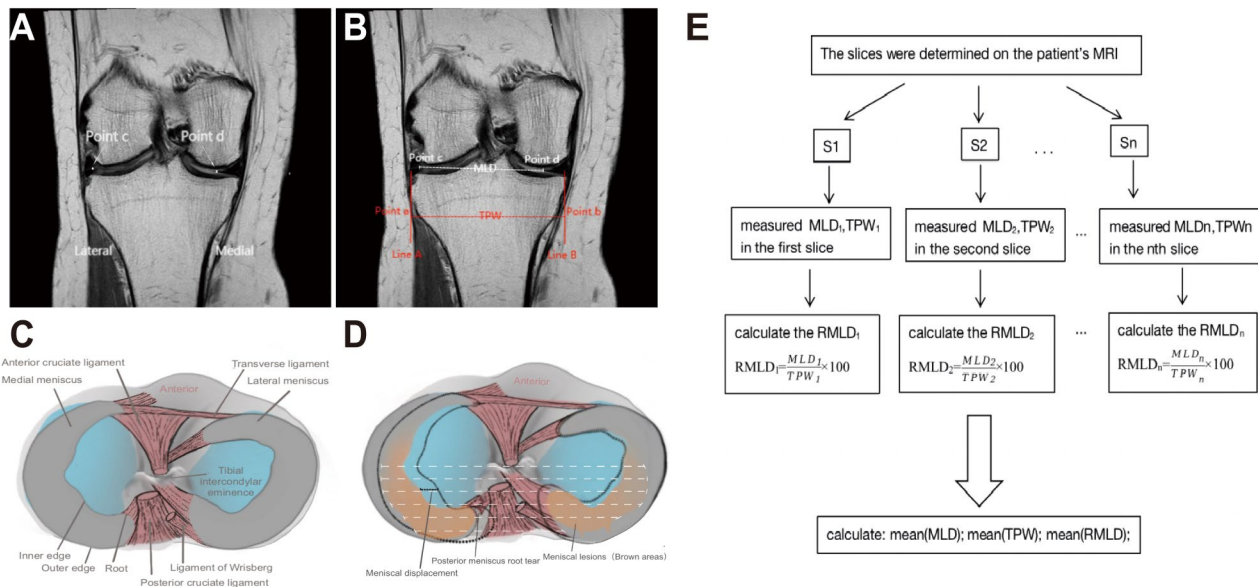 A
Point c
Point d
Lateral
Medial
B
Point c
Point d
MLD
Point a
TPW
Point b
Line A
Line B
C
Anterior cruciate ligament
Medial meniscus
Transverse ligament
Lateral meniscus
Anterior
Tibial
intercondylar
eminence
Inner edge
Outer edge
Root
Ligament of Wrisberg
Posterior cruciate ligament
D
Anterior
Posterior meniscus root tear
Meniscal displacement
Meniscal lesions（Brown areas）
E
The slices were determined on the patient's MRI
S1
S2
...
Sn
measured MLD₁,TPW₁
in the first slice
measured MLD₂,TPW₂
in the second slice
...
measured MLDn,TPWn
in the nth slice
calculate the RMLD₁
RMLD₁=MLD₁/TPW₁×100
calculate the RMLD₂
RMLD₂=MLD₂/TPW₂×100
...
calculate the RMLDₙ
RMLDₙ=MLDₙ/TPWₙ×100
calculate: mean(MLD); mean(TPW); mean(RMLD);